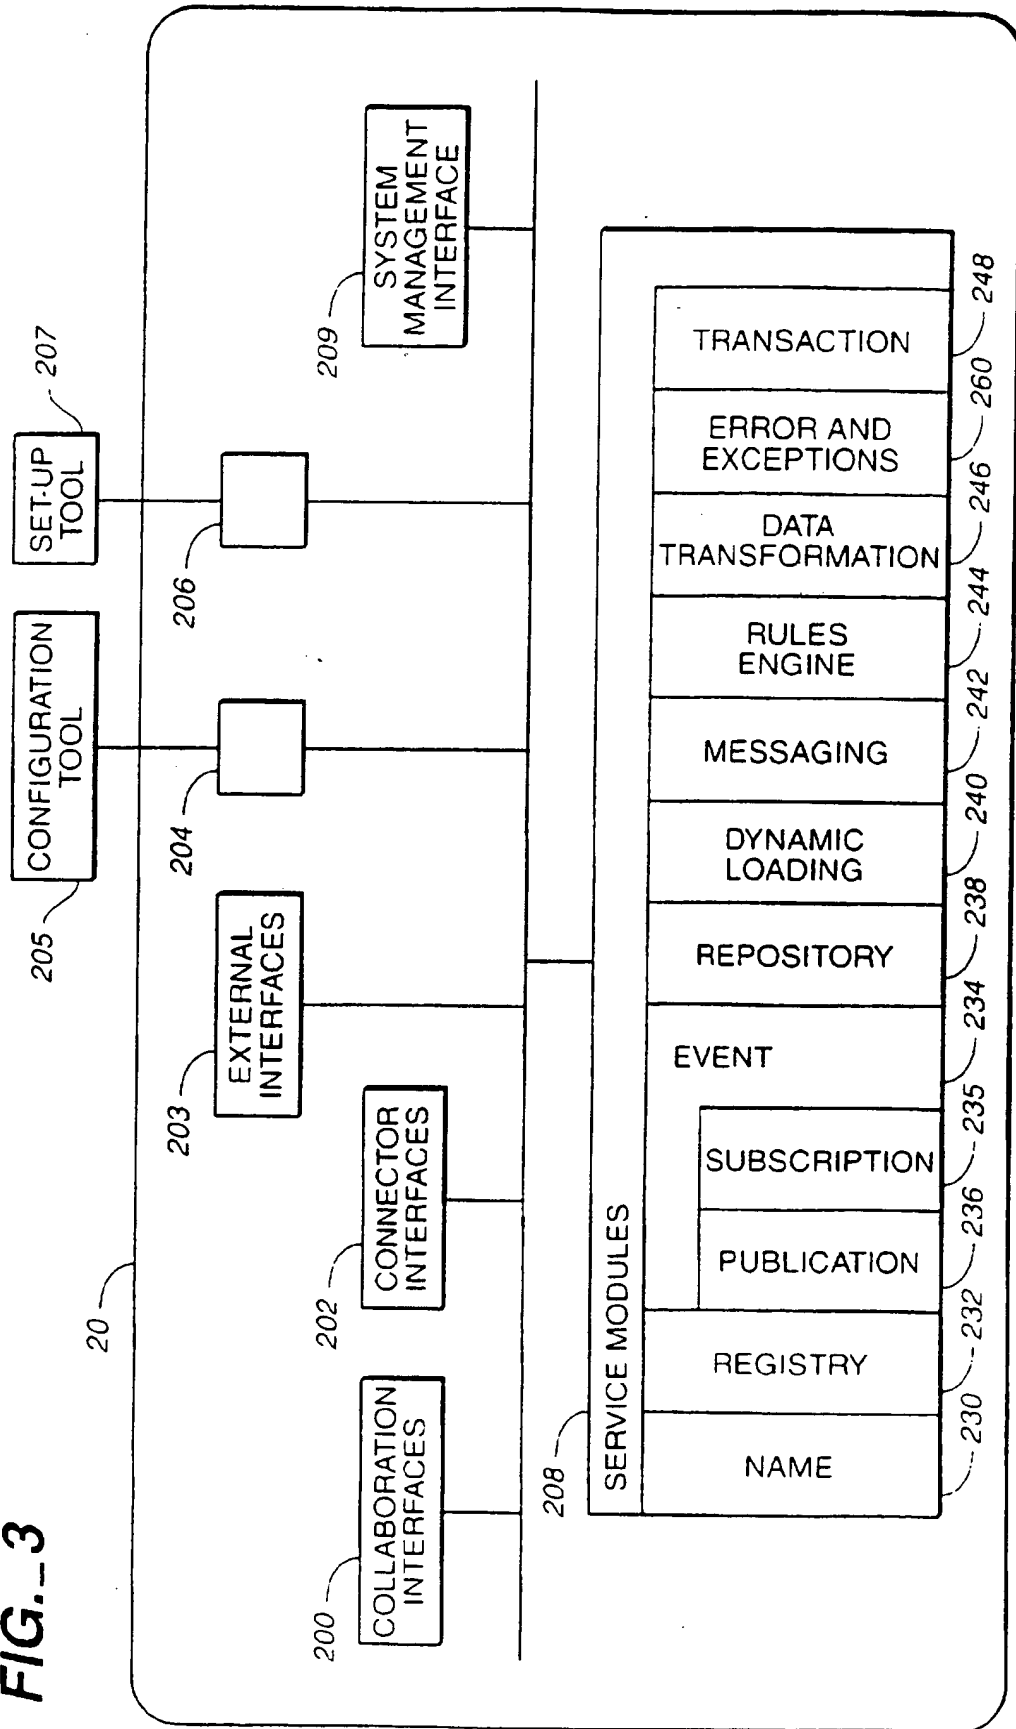 FIG._3
20
205
CONFIGURATION
TOOL
SET-UP
TOOL
207
203
EXTERNAL
INTERFACES
204
206
200
COLLABORATION
INTERFACES
202
CONNECTOR
INTERFACES
209
SYSTEM
MANAGEMENT
INTERFACE
208
SERVICE MODULES
NAME
REGISTRY
EVENT
PUBLICATION
SUBSCRIPTION
REPOSITORY
DYNAMIC
LOADING
MESSAGING
RULES
ENGINE
DATA
TRANSFORMATION
ERROR AND
EXCEPTIONS
TRANSACTION
230
232
236
235
234
238
240
242
244
246
260
248